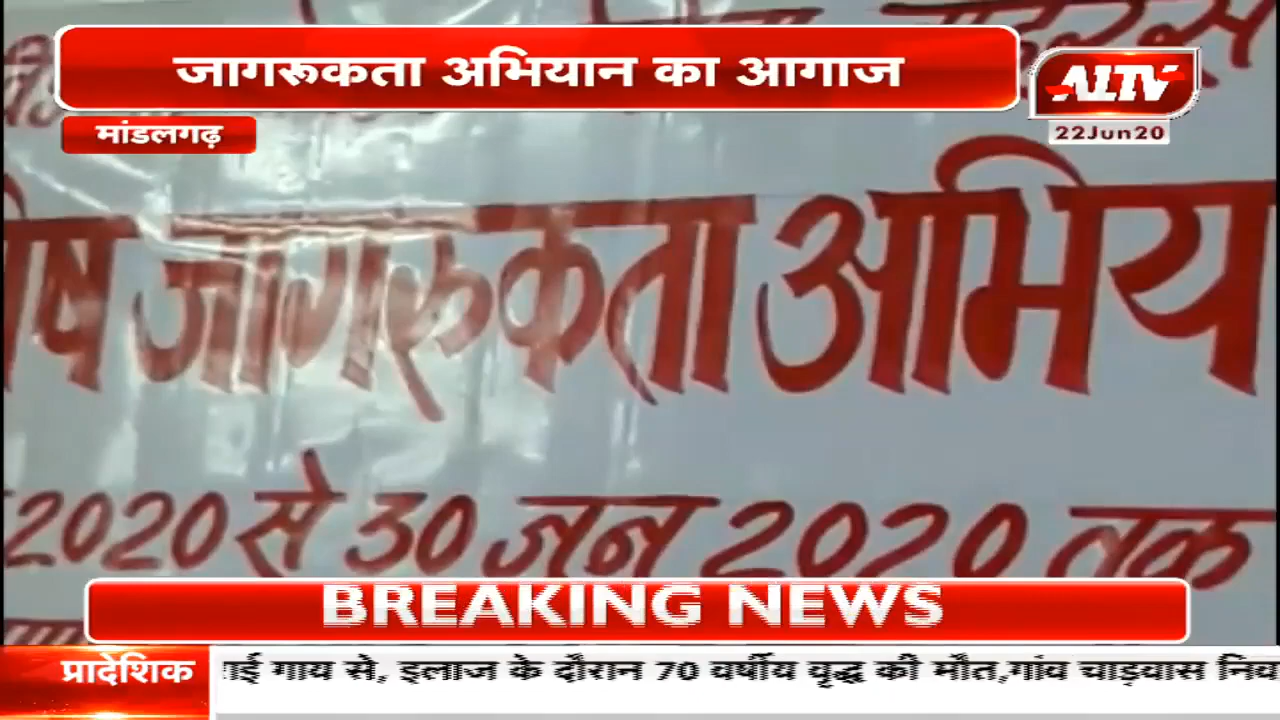 जागरूकता अभियान का आगाज
ALTV
22Jun20
मांडलगढ़
जागरूकता अभिय
2020 से 30 जून 2020 तक
BREAKING NEWS
प्रादेशिक
गाय से, इलाज के दौरान 70 वर्षीय वृद्ध की मौत,गांव चाड़वास